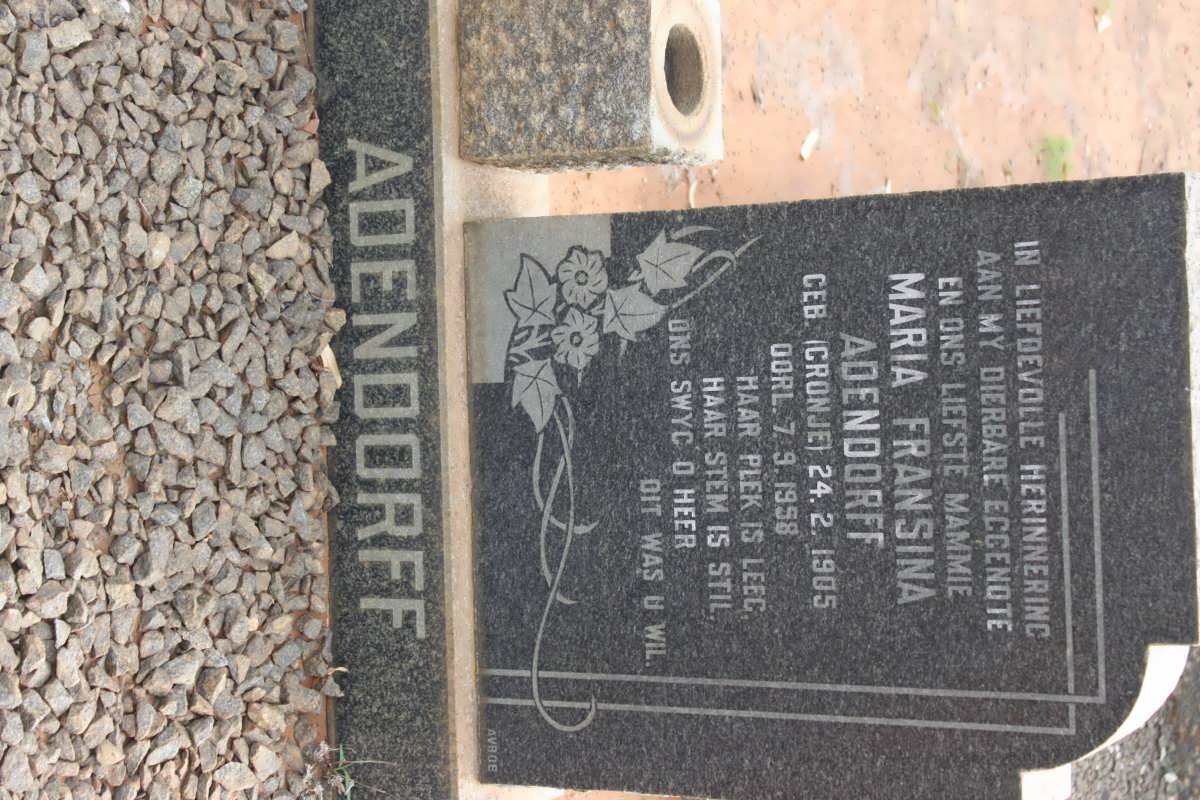 IN LIEFDEVOLLE HERINNERING
AAN MY DIERBARE EGGENOTE
EN ONS LIEFSTE MAMMIE
MARIA FRANSINA
ADENDORFF
GEB. (CRONJE) 24. 2. 1905
OORL. 7. 9. 1958
HAAR PLEK IS LEEG,
HAAR STEM IS STIL,
ONS SWYG O HEER
DIT WAS U WIL.
ADENDORFF